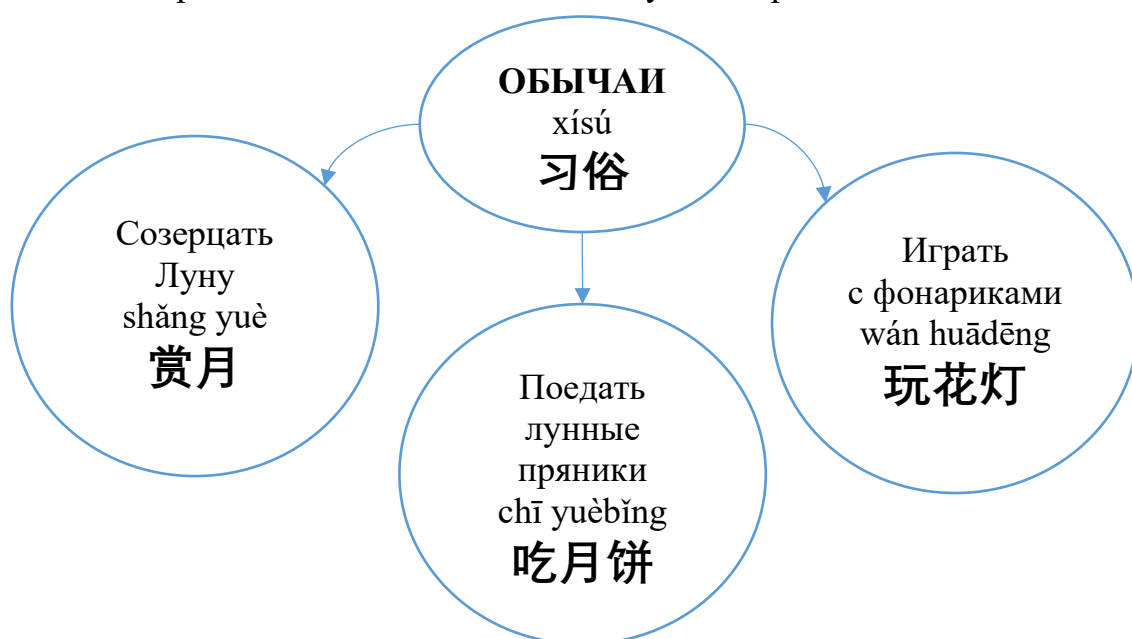 ОБЫЧАИ
xísú
习俗
Созерцать
Луну
shǎng yuè
赏月
Поедать
лунные
пряники
chī yuèbǐng
吃月饼
Играть
с фонариками
wán huādēng
玩花灯